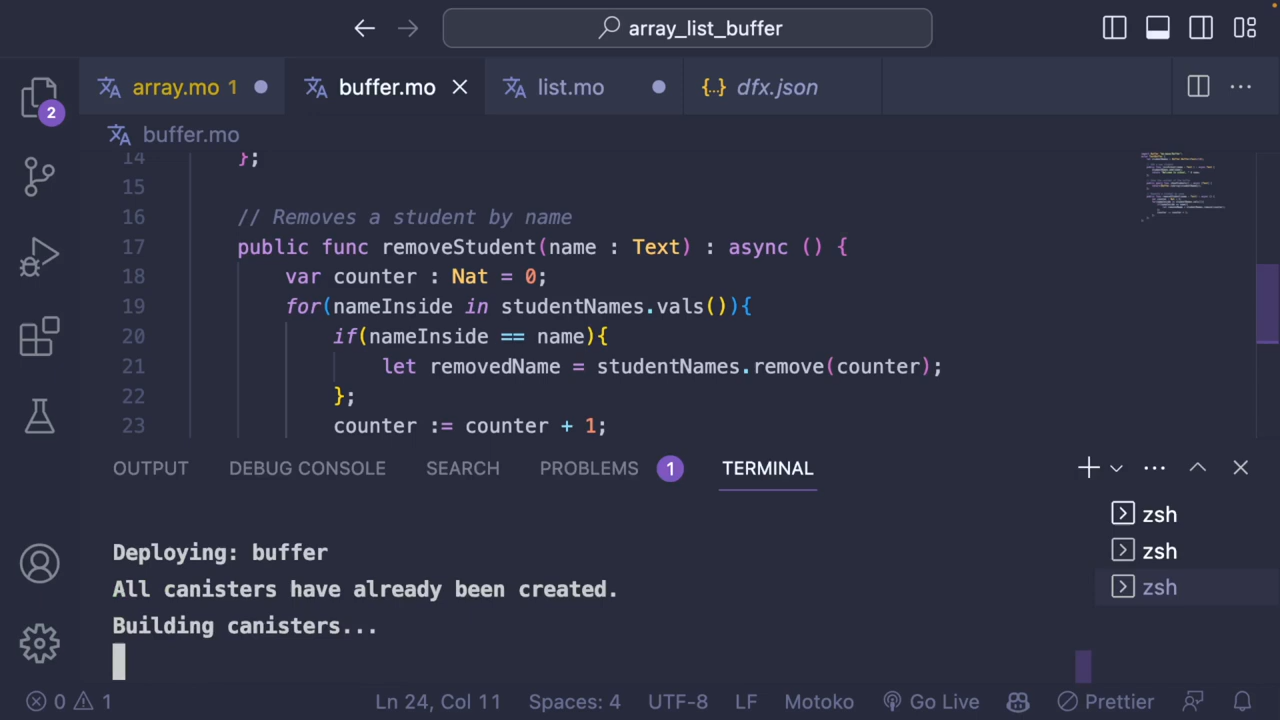 array_list_buffer
array.mo 1
buffer.mo
list.mo
{..} dfx.json
2
buffer.mo
14 };
15
16 // Removes a student by name
17 public func removeStudent(name : Text) : async () {
18 var counter : Nat = 0;
19 for(nameInside in studentNames.vals()){
20 if(nameInside == name){
21 let removedName = studentNames.remove(counter);
22 };
23 counter := counter + 1;
OUTPUT DEBUG CONSOLE SEARCH PROBLEMS 1 TERMINAL
zsh
zsh
zsh
Deploying: buffer
All canisters have already been created.
Building canisters...
0 1 Ln 24, Col 11 Spaces: 4 UTF-8 LF Motoko Go Live Prettier